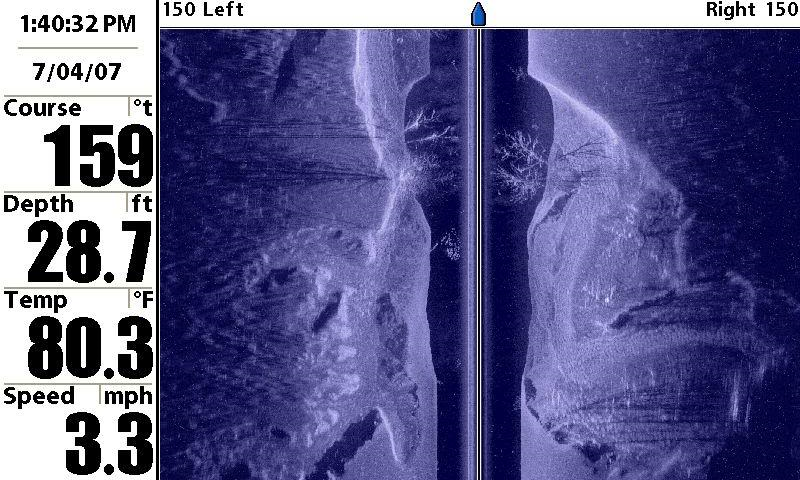 1:40:32 PM
7/04/07
Course °t
159
Depth ft
28.7
Temp °F
80.3
Speed mph
3.3
150 Left
Right 150